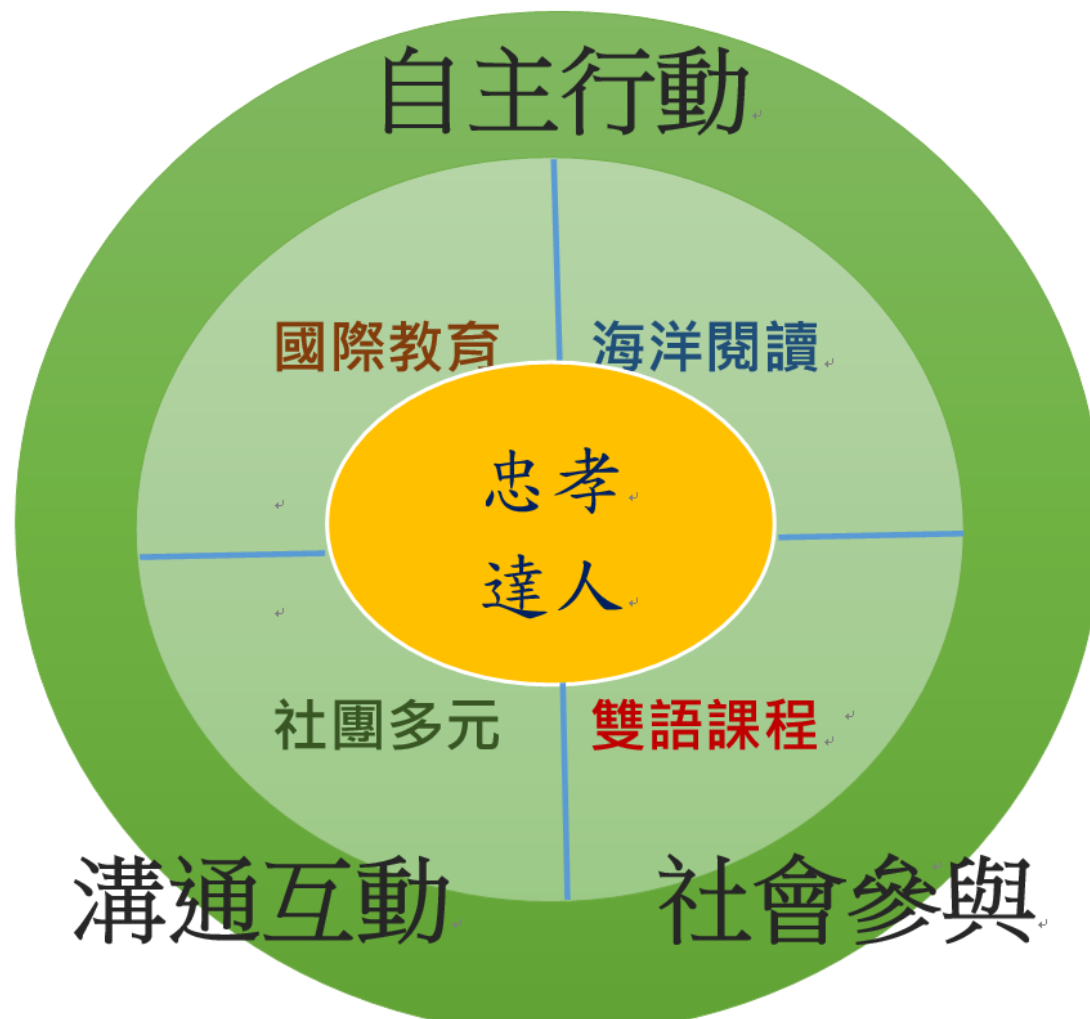 自主行動
國際教育
海洋閱讀
忠孝
達人
社團多元
雙語課程
溝通互動
社會參與